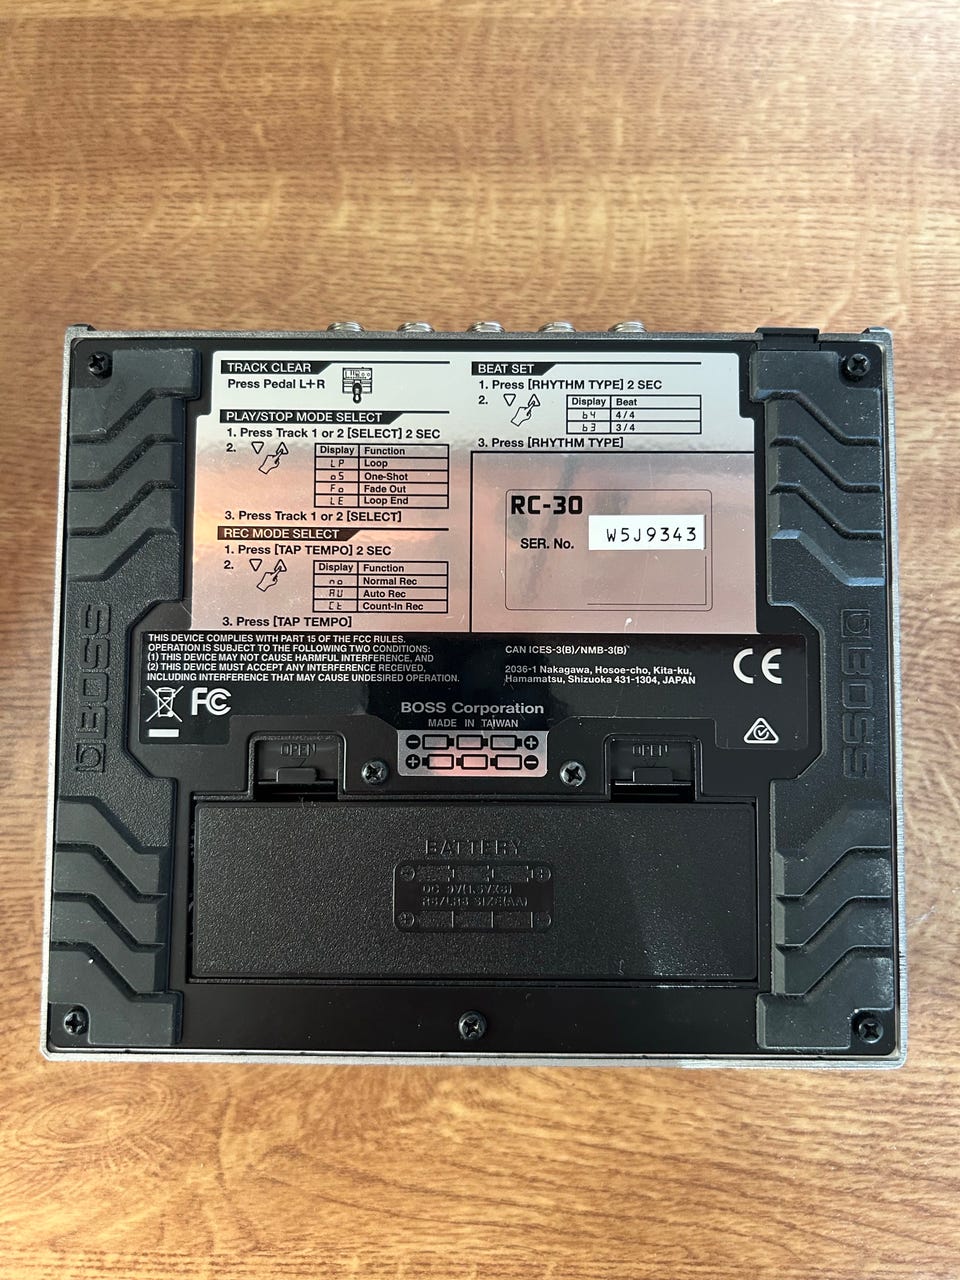 TRACK CLEAR
Press Pedal L+R
PLAY/STOP MODE SELECT
1. Press Track 1 or 2 [SELECT] 2 SEC
2.
Display Function
LP Loop
oS One-Shot
Fo Fade Out
LE Loop End
3. Press Track 1 or 2 [SELECT]
REC MODE SELECT
1. Press [TAP TEMPO] 2 SEC
2.
Display Function
no Normal Rec
AU Auto Rec
Ct Count-In Rec
3. Press [TAP TEMPO]
BEAT SET
1. Press [RHYTHM TYPE] 2 SEC
2.
Display Beat
b4 4/4
b3 3/4
3. Press [RHYTHM TYPE]
RC-30
SER. No. W5J9343
THIS DEVICE COMPLIES WITH PART 15 OF THE FCC RULES.
OPERATION IS SUBJECT TO THE FOLLOWING TWO CONDITIONS:
(1) THIS DEVICE MAY NOT CAUSE HARMFUL INTERFERENCE, AND
(2) THIS DEVICE MUST ACCEPT ANY INTERFERENCE RECEIVED,
INCLUDING INTERFERENCE THAT MAY CAUSE UNDESIRED OPERATION.
FC
CAN ICES-3(B)/NMB-3(B)
2036-1 Nakagawa, Hosoe-cho, Kita-ku,
Hamamatsu, Shizuoka 431-1304, JAPAN
CE
BOSS Corporation
MADE IN TAIWAN
BOSS
BOSS
OPEN
OPEN
BATTERY
DC 9V(1.5VX6)
R6/LR6 SIZE(AA)